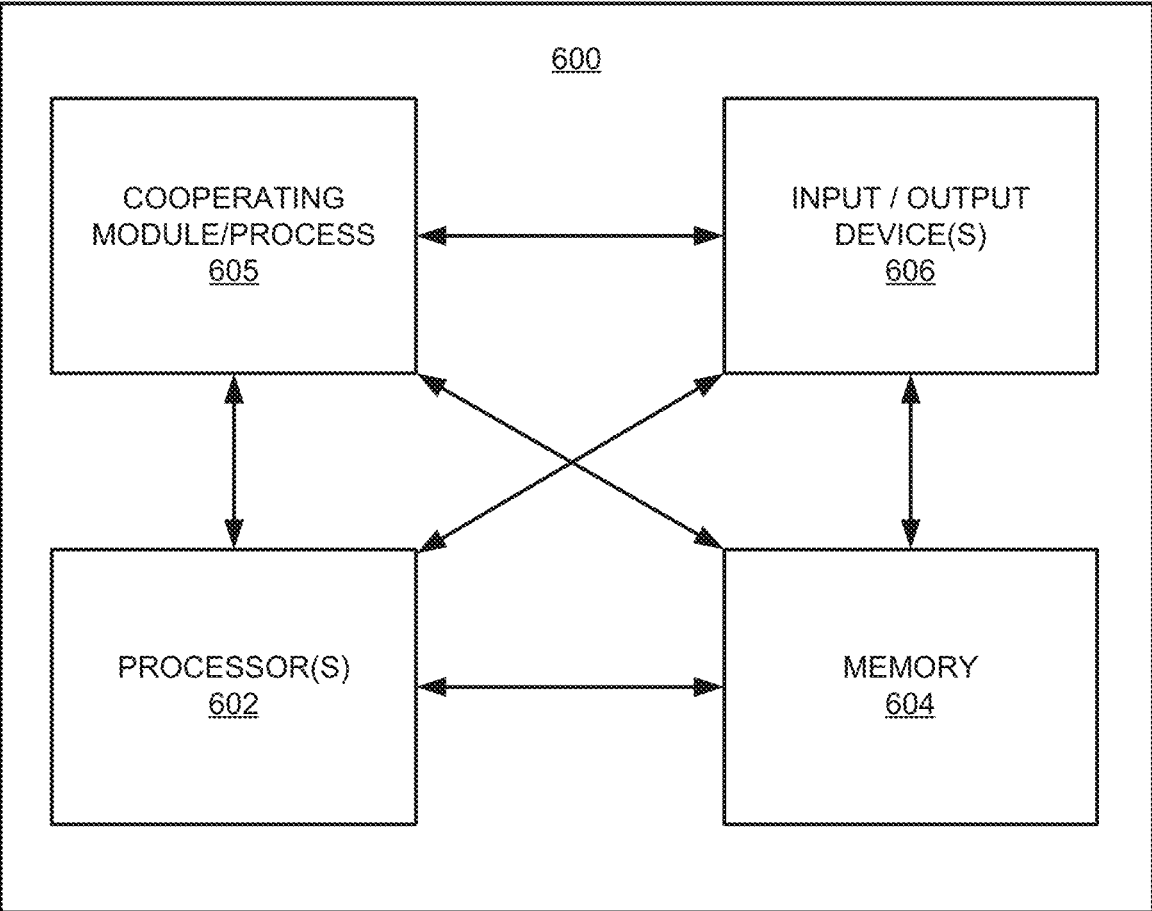 600
COOPERATING
MODULE/PROCESS
605
INPUT / OUTPUT
DEVICE(S)
606
PROCESSOR(S)
602
MEMORY
604